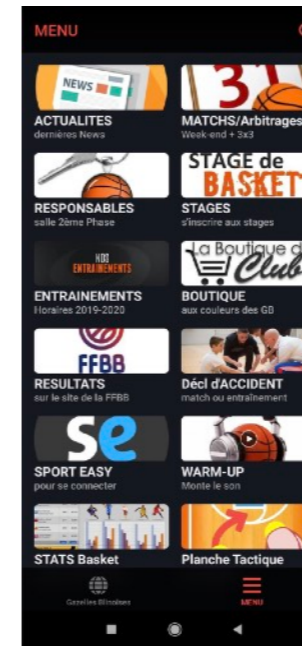 MENU
NEWS
31
ACTUALITES
dernières News
MATCHS/Arbitrages
Week-end + 3x3
STAGE de
BASKET
RESPONSABLES
salle 2ème Phase
STAGES
s'inscrire aux stages
NOS
ENTRAINEMENTS
La Boutique
Club
ENTRAINEMENTS
Horaires 2019-2020
BOUTIQUE
aux couleurs des GB
FFBB
RESULTATS
sur le site de la FFBB
Décl d'ACCIDENT
match ou entraînement
Se
SPORT EASY
pour se connecter
WARM-UP
Monte le son
STATS Basket
Planche Tactique
Gazelles Blinoises
MENU